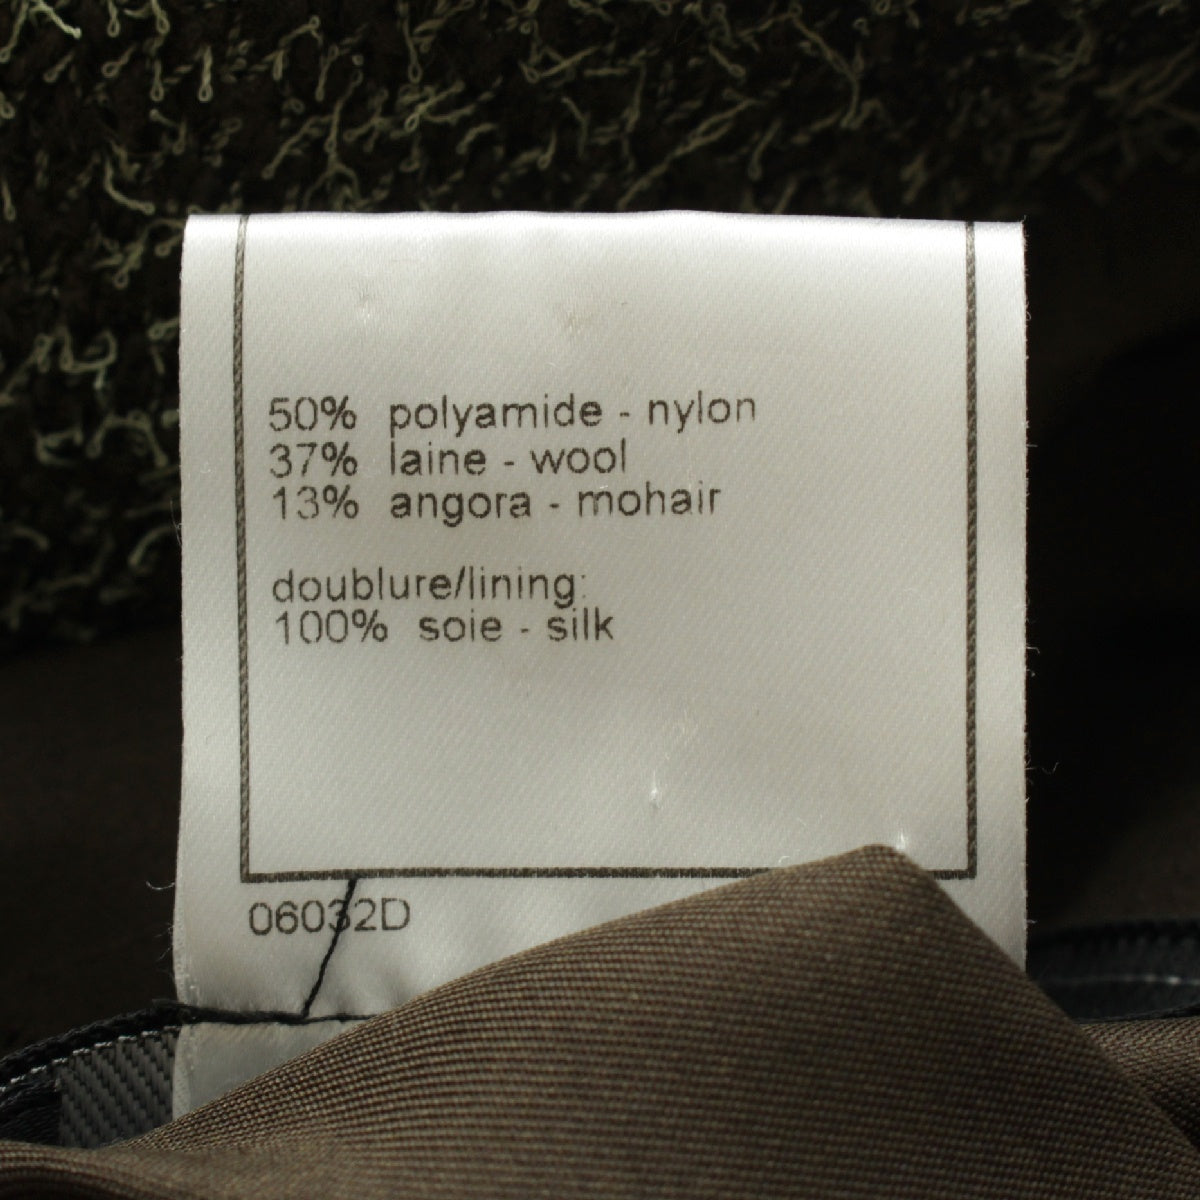 50% polyamide - nylon
37% laine - wool
13% angora - mohair
doublure/lining:
100% soie - silk
06032D